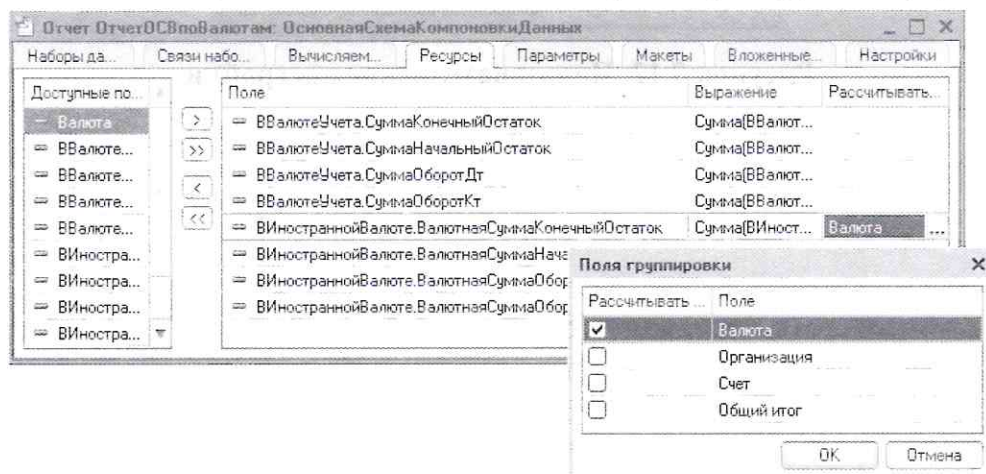 Отчет ОтчетОСВпоВалютам: ОсновнаяСхемаКомпоновкиДанных
Наборы да... Связи набо... Вычисляем... Ресурсы Параметры Макеты Вложенные... Настройки
Доступные по... Поле Выражение Рассчитывать...
Валюта > ВВалютеУчета.СуммаКонечныйОстаток Сумма(ВВалют...
ВВалюте... >> ВВалютеУчета.СуммаНачальныйОстаток Сумма(ВВалют...
ВВалюте... < ВВалютеУчета.СуммаОборотДт Сумма(ВВалют...
ВВалюте... << ВВалютеУчета.СуммаОборотКт Сумма(ВВалют...
ВВалюте... ВИностраннойВалюте.ВалютнаяСуммаКонечныйОстаток Сумма(ВИност... Валюта ...
ВИностра... ВИностраннойВалюте.ВалютнаяСуммаНача
ВИностра... ВИностраннойВалюте.ВалютнаяСуммаОбор
ВИностра... ВИностраннойВалюте.ВалютнаяСуммаОбор
ВИностра...
Поля группировки
Рассчитывать ... Поле
Валюта
Организация
Счет
Общий итог
OK Отмена